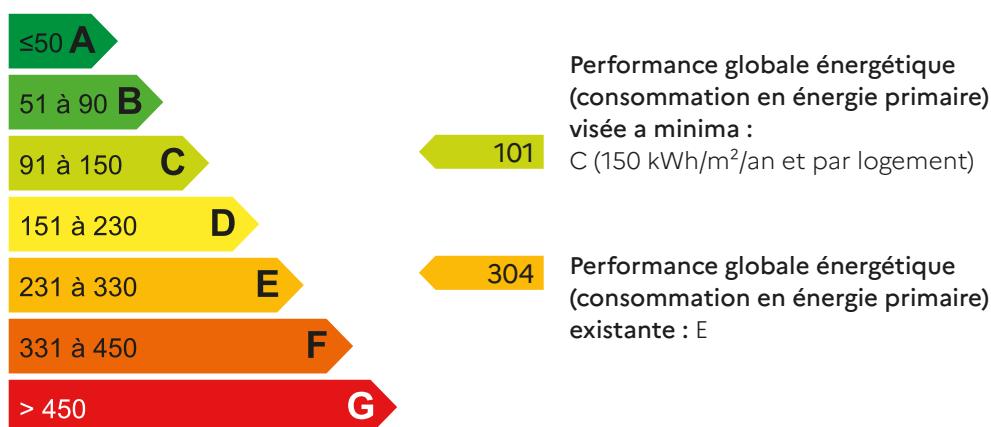 ≤50 A
51 à 90 B
91 à 150 C
151 à 230 D
231 à 330 E
331 à 450 F
> 450 G
101
Performance globale énergétique
(consommation en énergie primaire)
visée a minima :
C (150 kWh/m²/an et par logement)
304
Performance globale énergétique
(consommation en énergie primaire)
existante : E